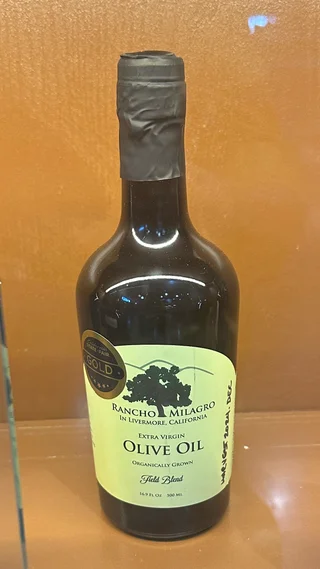 GOLD
RANCHO MILAGRO
IN LIVERMORE, CALIFORNIA
EXTRA VIRGIN
OLIVE OIL
ORGANICALLY GROWN
Field Blend
16.9 FL OZ 500 ML